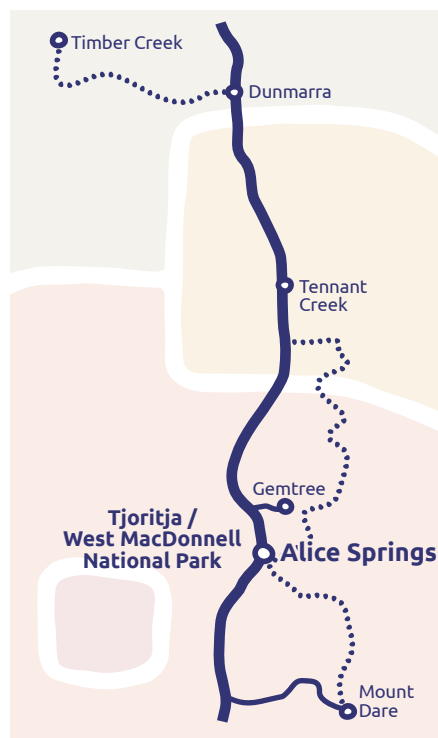 Timber Creek
Dunmarra
Tennant
Creek
Gemtree
Tjoritja /
West MacDonnell
National Park
Alice Springs
Mount
Dare